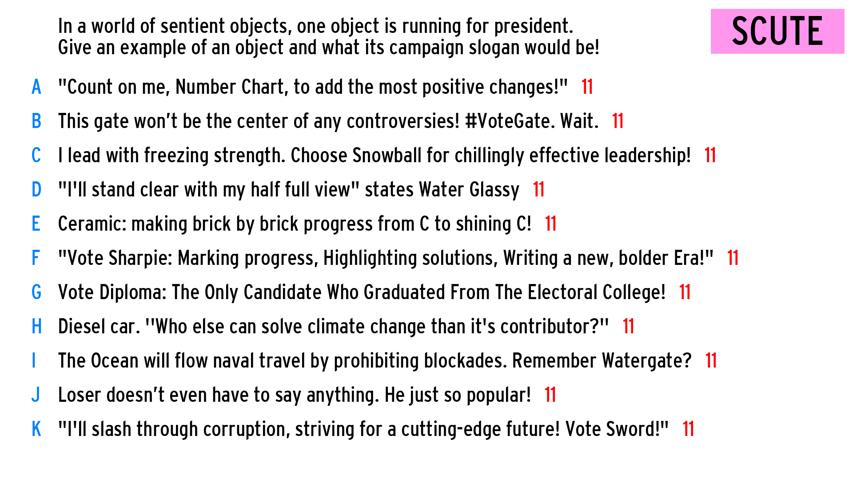 In a world of sentient objects, one object is running for president.
Give an example of an object and what its campaign slogan would be!
SCUTE
A "Count on me, Number Chart, to add the most positive changes!" 11
B This gate won't be the center of any controversies! #VoteGate. Wait. 11
C I lead with freezing strength. Choose Snowball for chillingly effective leadership! 11
D "I'll stand clear with my half full view" states Water Glassy 11
E Ceramic: making brick by brick progress from C to shining C! 11
F "Vote Sharpie: Marking progress, Highlighting solutions, Writing a new, bolder Era!" 11
G Vote Diploma: The Only Candidate Who Graduated From The Electoral College! 11
H Diesel car. ''Who else can solve climate change than it's contributor?'' 11
I The Ocean will flow naval travel by prohibiting blockades. Remember Watergate? 11
J Loser doesn't even have to say anything. He just so popular! 11
K "I'll slash through corruption, striving for a cutting-edge future! Vote Sword!" 11